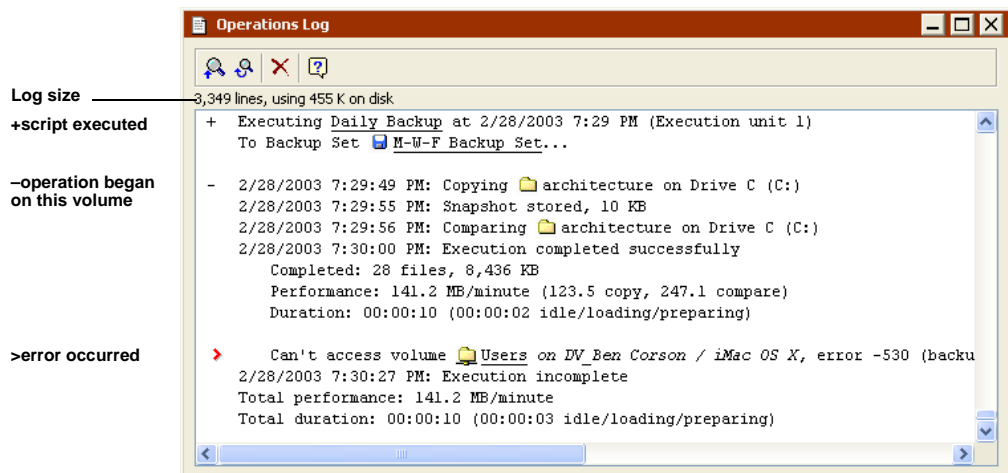 Operations Log
Log size
3,349 lines, using 455 K on disk
+script executed
+ Executing Daily Backup at 2/28/2003 7:29 PM (Execution unit 1)
To Backup Set M-W-F Backup Set...
–operation began
on this volume
- 2/28/2003 7:29:49 PM: Copying architecture on Drive C (C:)
2/28/2003 7:29:55 PM: Snapshot stored, 10 KB
2/28/2003 7:29:56 PM: Comparing architecture on Drive C (C:)
2/28/2003 7:30:00 PM: Execution completed successfully
Completed: 28 files, 8,436 KB
Performance: 141.2 MB/minute (123.5 copy, 247.1 compare)
Duration: 00:00:10 (00:00:02 idle/loading/preparing)
>error occurred
> Can't access volume Users on DV_Ben Corson / iMac OS X, error -530 (backu
2/28/2003 7:30:27 PM: Execution incomplete
Total performance: 141.2 MB/minute
Total duration: 00:00:10 (00:00:03 idle/loading/preparing)